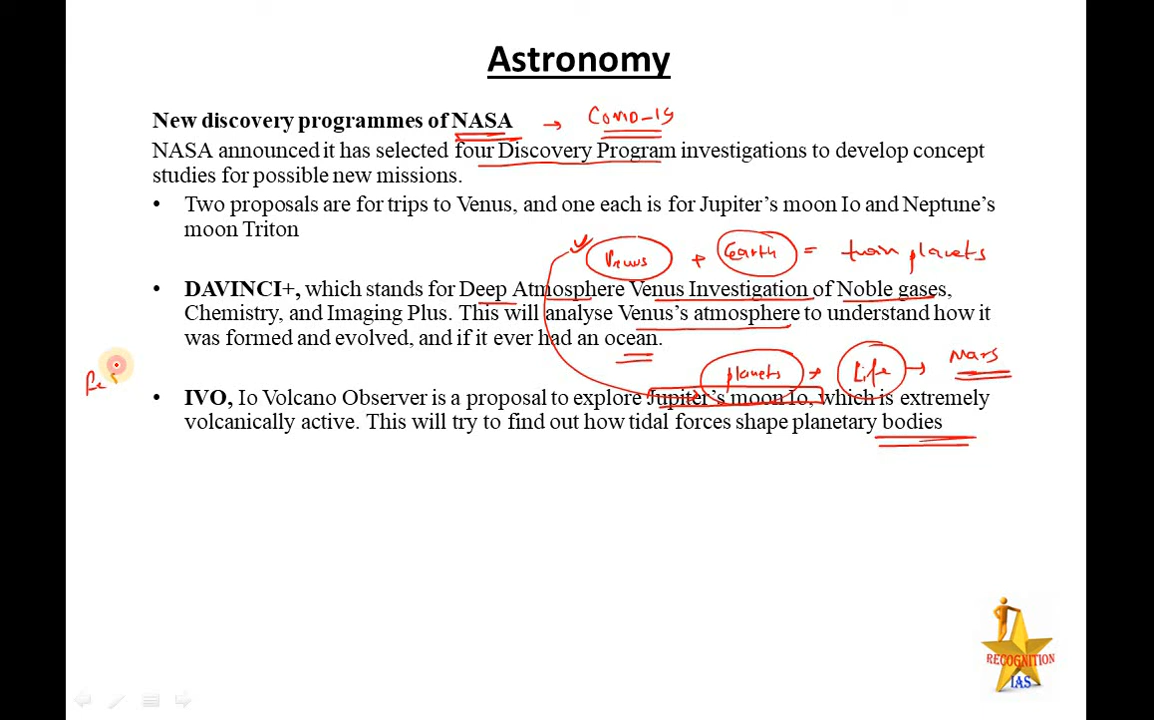 Astronomy
New discovery programmes of NASA → Covid-19
NASA announced it has selected four Discovery Program investigations to develop concept
studies for possible new missions.
• Two proposals are for trips to Venus, and one each is for Jupiter’s moon Io and Neptune’s
moon Triton
Venus + Earth = twin planets
• DAVINCI+, which stands for Deep Atmosphere Venus Investigation of Noble gases,
Chemistry, and Imaging Plus. This will analyse Venus’s atmosphere to understand how it
was formed and evolved, and if it ever had an ocean.
planets → Life → Mars
• IVO, Io Volcano Observer is a proposal to explore Jupiter’s moon Io, which is extremely
volcanically active. This will try to find out how tidal forces shape planetary bodies
RECOGNITION
IAS